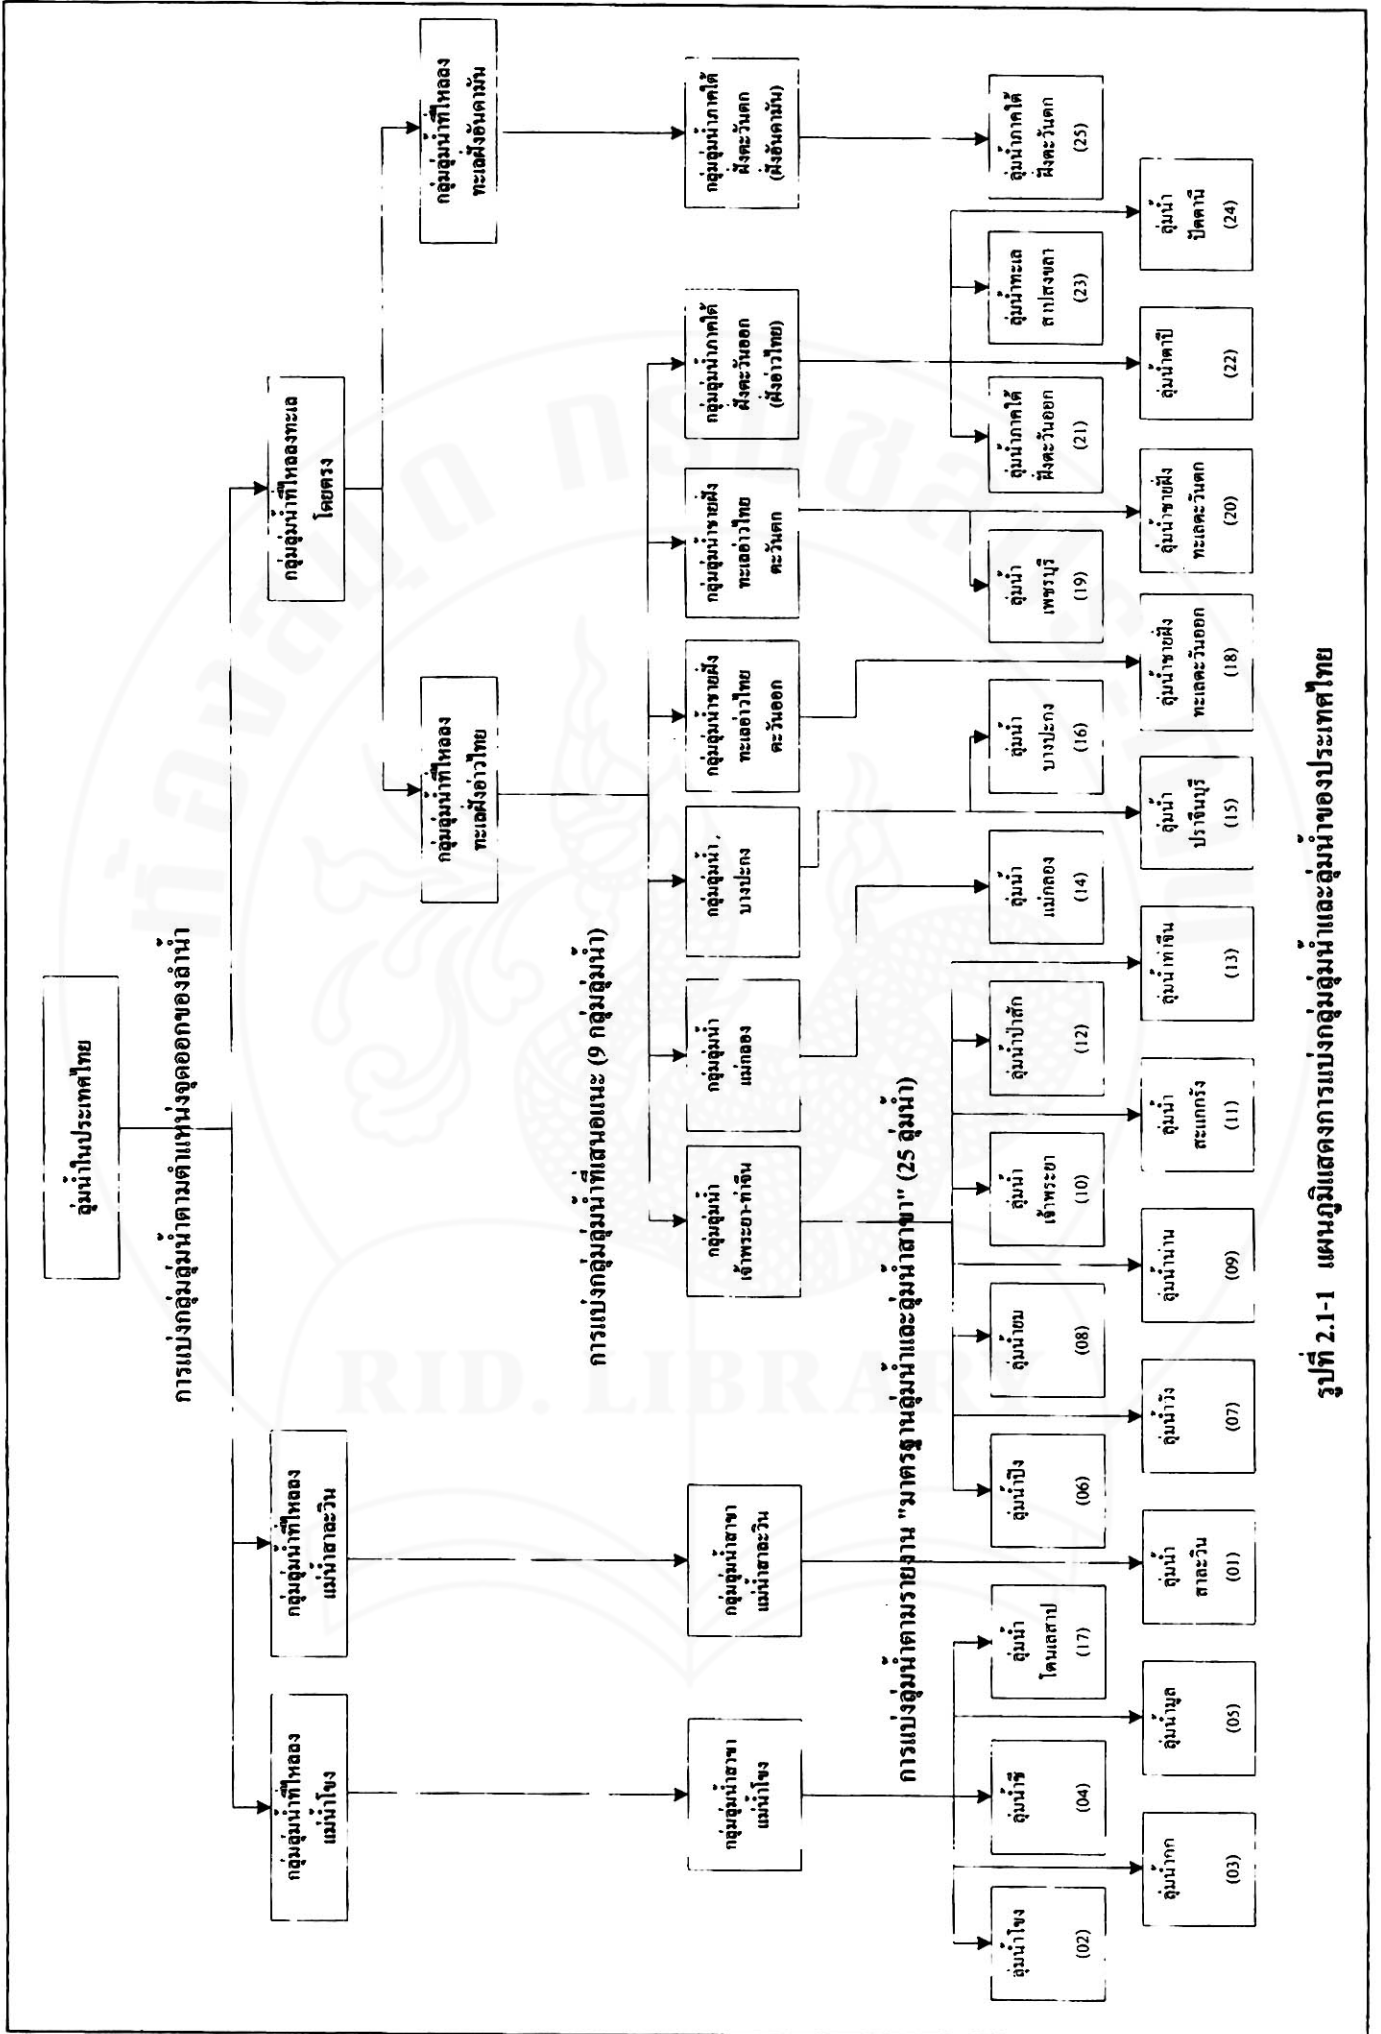 ลุ่มน้ำในประเทศไทย
การแบ่งกลุ่มลุ่มน้ำตามตำแหน่งจุดออกของลำน้ำ
กลุ่มลุ่มน้ำที่ไหลลง
แม่น้ำโขง
กลุ่มลุ่มน้ำที่ไหลลง
แม่น้ำสาละวิน
กลุ่มลุ่มน้ำที่ไหลลงทะเล
โดยตรง
กลุ่มลุ่มน้ำที่ไหลลง
ทะเลฝั่งอ่าวไทย
กลุ่มลุ่มน้ำที่ไหลลง
ทะเลฝั่งอันดามัน
การแบ่งกลุ่มลุ่มน้ำที่เสนอแนะ (9 กลุ่มลุ่มน้ำ)
กลุ่มลุ่มน้ำสาขา
แม่น้ำโขง
กลุ่มลุ่มน้ำสาขา
แม่น้ำสาละวิน
กลุ่มลุ่มน้ำ
เจ้าพระยา-ท่าจีน
กลุ่มลุ่มน้ำ
แม่กลอง
กลุ่มลุ่มน้ำ
บางปะกง
กลุ่มลุ่มน้ำชายฝั่ง
ทะเลอ่าวไทย
ตะวันออก
กลุ่มลุ่มน้ำชายฝั่ง
ทะเลอ่าวไทย
ตะวันตก
กลุ่มลุ่มน้ำภาคใต้
ฝั่งตะวันออก
(ฝั่งอ่าวไทย)
กลุ่มลุ่มน้ำภาคใต้
ฝั่งตะวันตก
(ฝั่งอันดามัน)
การแบ่งลุ่มน้ำตามรายงาน "มาตรฐานลุ่มน้ำและลุ่มน้ำสาขา" (25 ลุ่มน้ำ)
ลุ่มน้ำโขง
(02)
ลุ่มน้ำชี
(04)
ลุ่มน้ำ
โตนเลสาป
(17)
ลุ่มน้ำปิง
(06)
ลุ่มน้ำยม
(08)
ลุ่มน้ำ
เจ้าพระยา
(10)
ลุ่มน้ำป่าสัก
(12)
ลุ่มน้ำ
แม่กลอง
(14)
ลุ่มน้ำ
บางปะกง
(16)
ลุ่มน้ำ
เพชรบุรี
(19)
ลุ่มน้ำภาคใต้
ฝั่งตะวันออก
(21)
ลุ่มน้ำทะเล
สาปสงขลา
(23)
ลุ่มน้ำภาคใต้
ฝั่งตะวันตก
(25)
ลุ่มน้ำกก
(03)
ลุ่มน้ำมูล
(05)
ลุ่มน้ำ
สาละวิน
(01)
ลุ่มน้ำวัง
(07)
ลุ่มน้ำน่าน
(09)
ลุ่มน้ำ
สะแกกรัง
(11)
ลุ่มน้ำท่าจีน
(13)
ลุ่มน้ำ
ปราจีนบุรี
(15)
ลุ่มน้ำชายฝั่ง
ทะเลตะวันออก
(18)
ลุ่มน้ำชายฝั่ง
ทะเลตะวันตก
(20)
ลุ่มน้ำตาปี
(22)
ลุ่มน้ำ
ปัตตานี
(24)
รูปที่ 2.1-1 แผนภูมิแสดงการแบ่งกลุ่มลุ่มน้ำและลุ่มน้ำของประเทศไทย
ห้องสมุด กรมชลประทาน
RID. LIBRARY